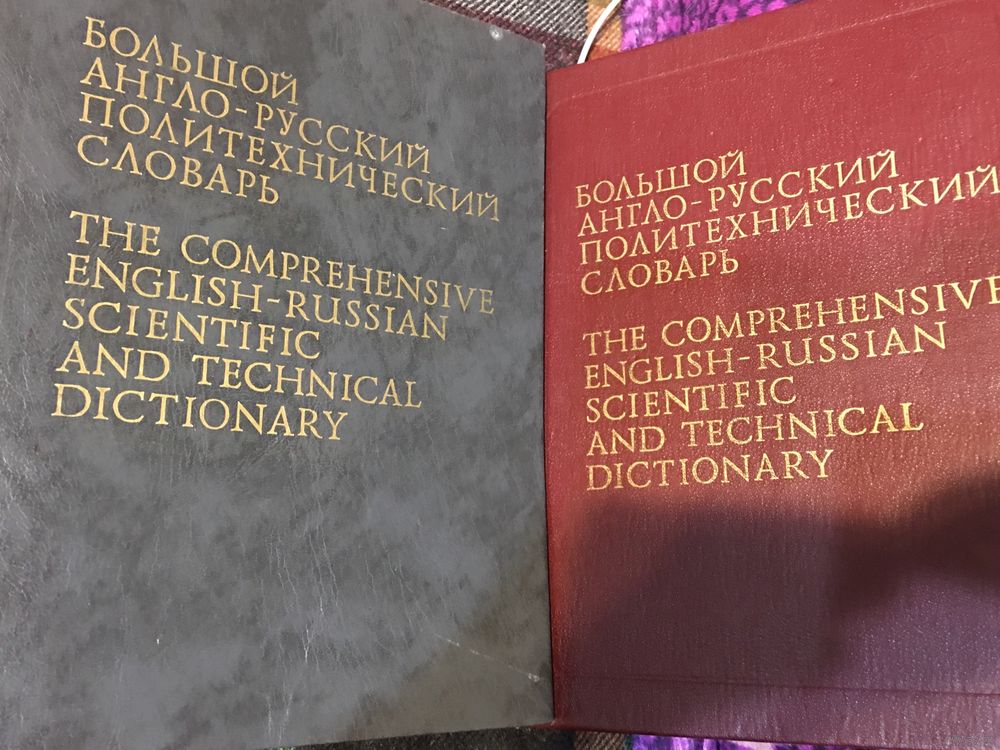 БОЛЬШОЙ
АНГЛО-РУССКИЙ
ПОЛИТЕХНИЧЕСКИЙ
СЛОВАРЬ
THE COMPREHENSIVE
ENGLISH-RUSSIAN
SCIENTIFIC
AND TECHNICAL
DICTIONARY
БОЛЬШОЙ
АНГЛО-РУССКИЙ
ПОЛИТЕХНИЧЕСКИЙ
СЛОВАРЬ
THE COMPREHENSIVE
ENGLISH-RUSSIAN
SCIENTIFIC
AND TECHNICAL
DICTIONARY